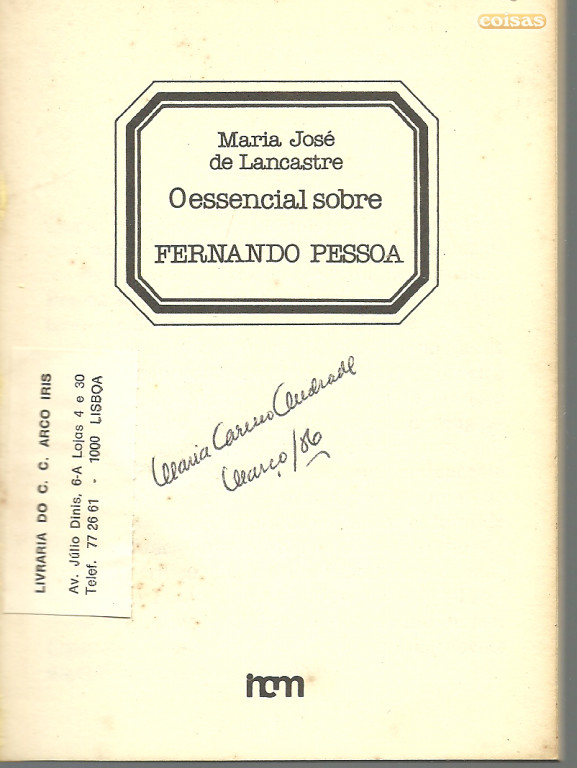 coisas
Maria José
de Lancastre
O essencial sobre
FERNANDO PESSOA
Maria Andrade
Março/86
LIVRARIA DO C. C. ARCO IRIS
Av. Júlio Dinis, 6-A Lojas 4 e 30
Telef. 77 26 61 - 1000 LISBOA
incm